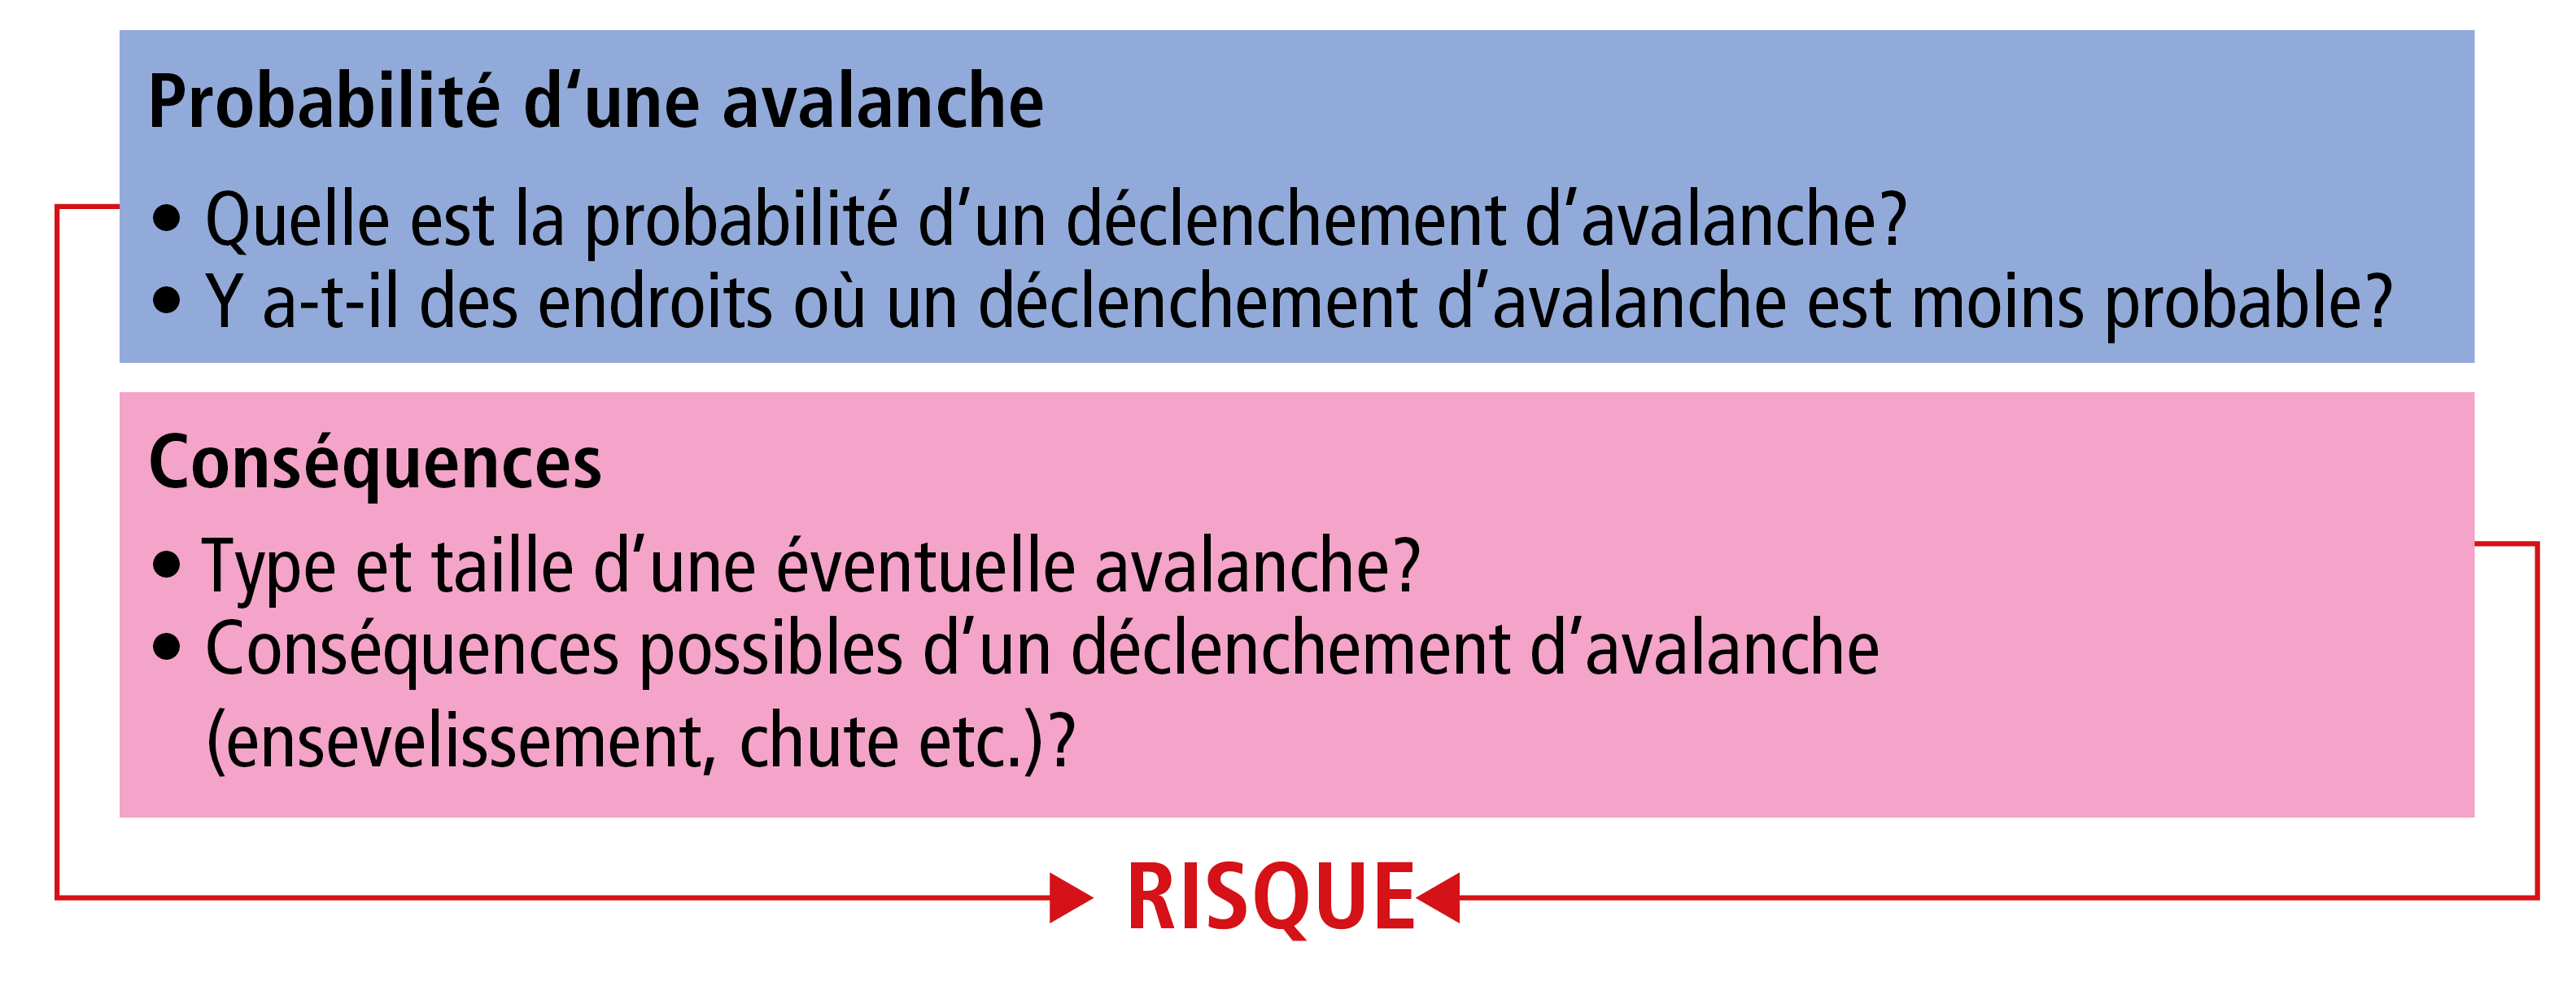 Probabilité d‘une avalanche
• Quelle est la probabilité d‘un déclenchement d’avalanche?
• Y a-t-il des endroits où un déclenchement d’avalanche est moins probable?
Conséquences
• Type et taille d’une éventuelle avalanche?
• Conséquences possibles d’un déclenchement d’avalanche
(ensevelissement, chute etc.)?
RISQUE